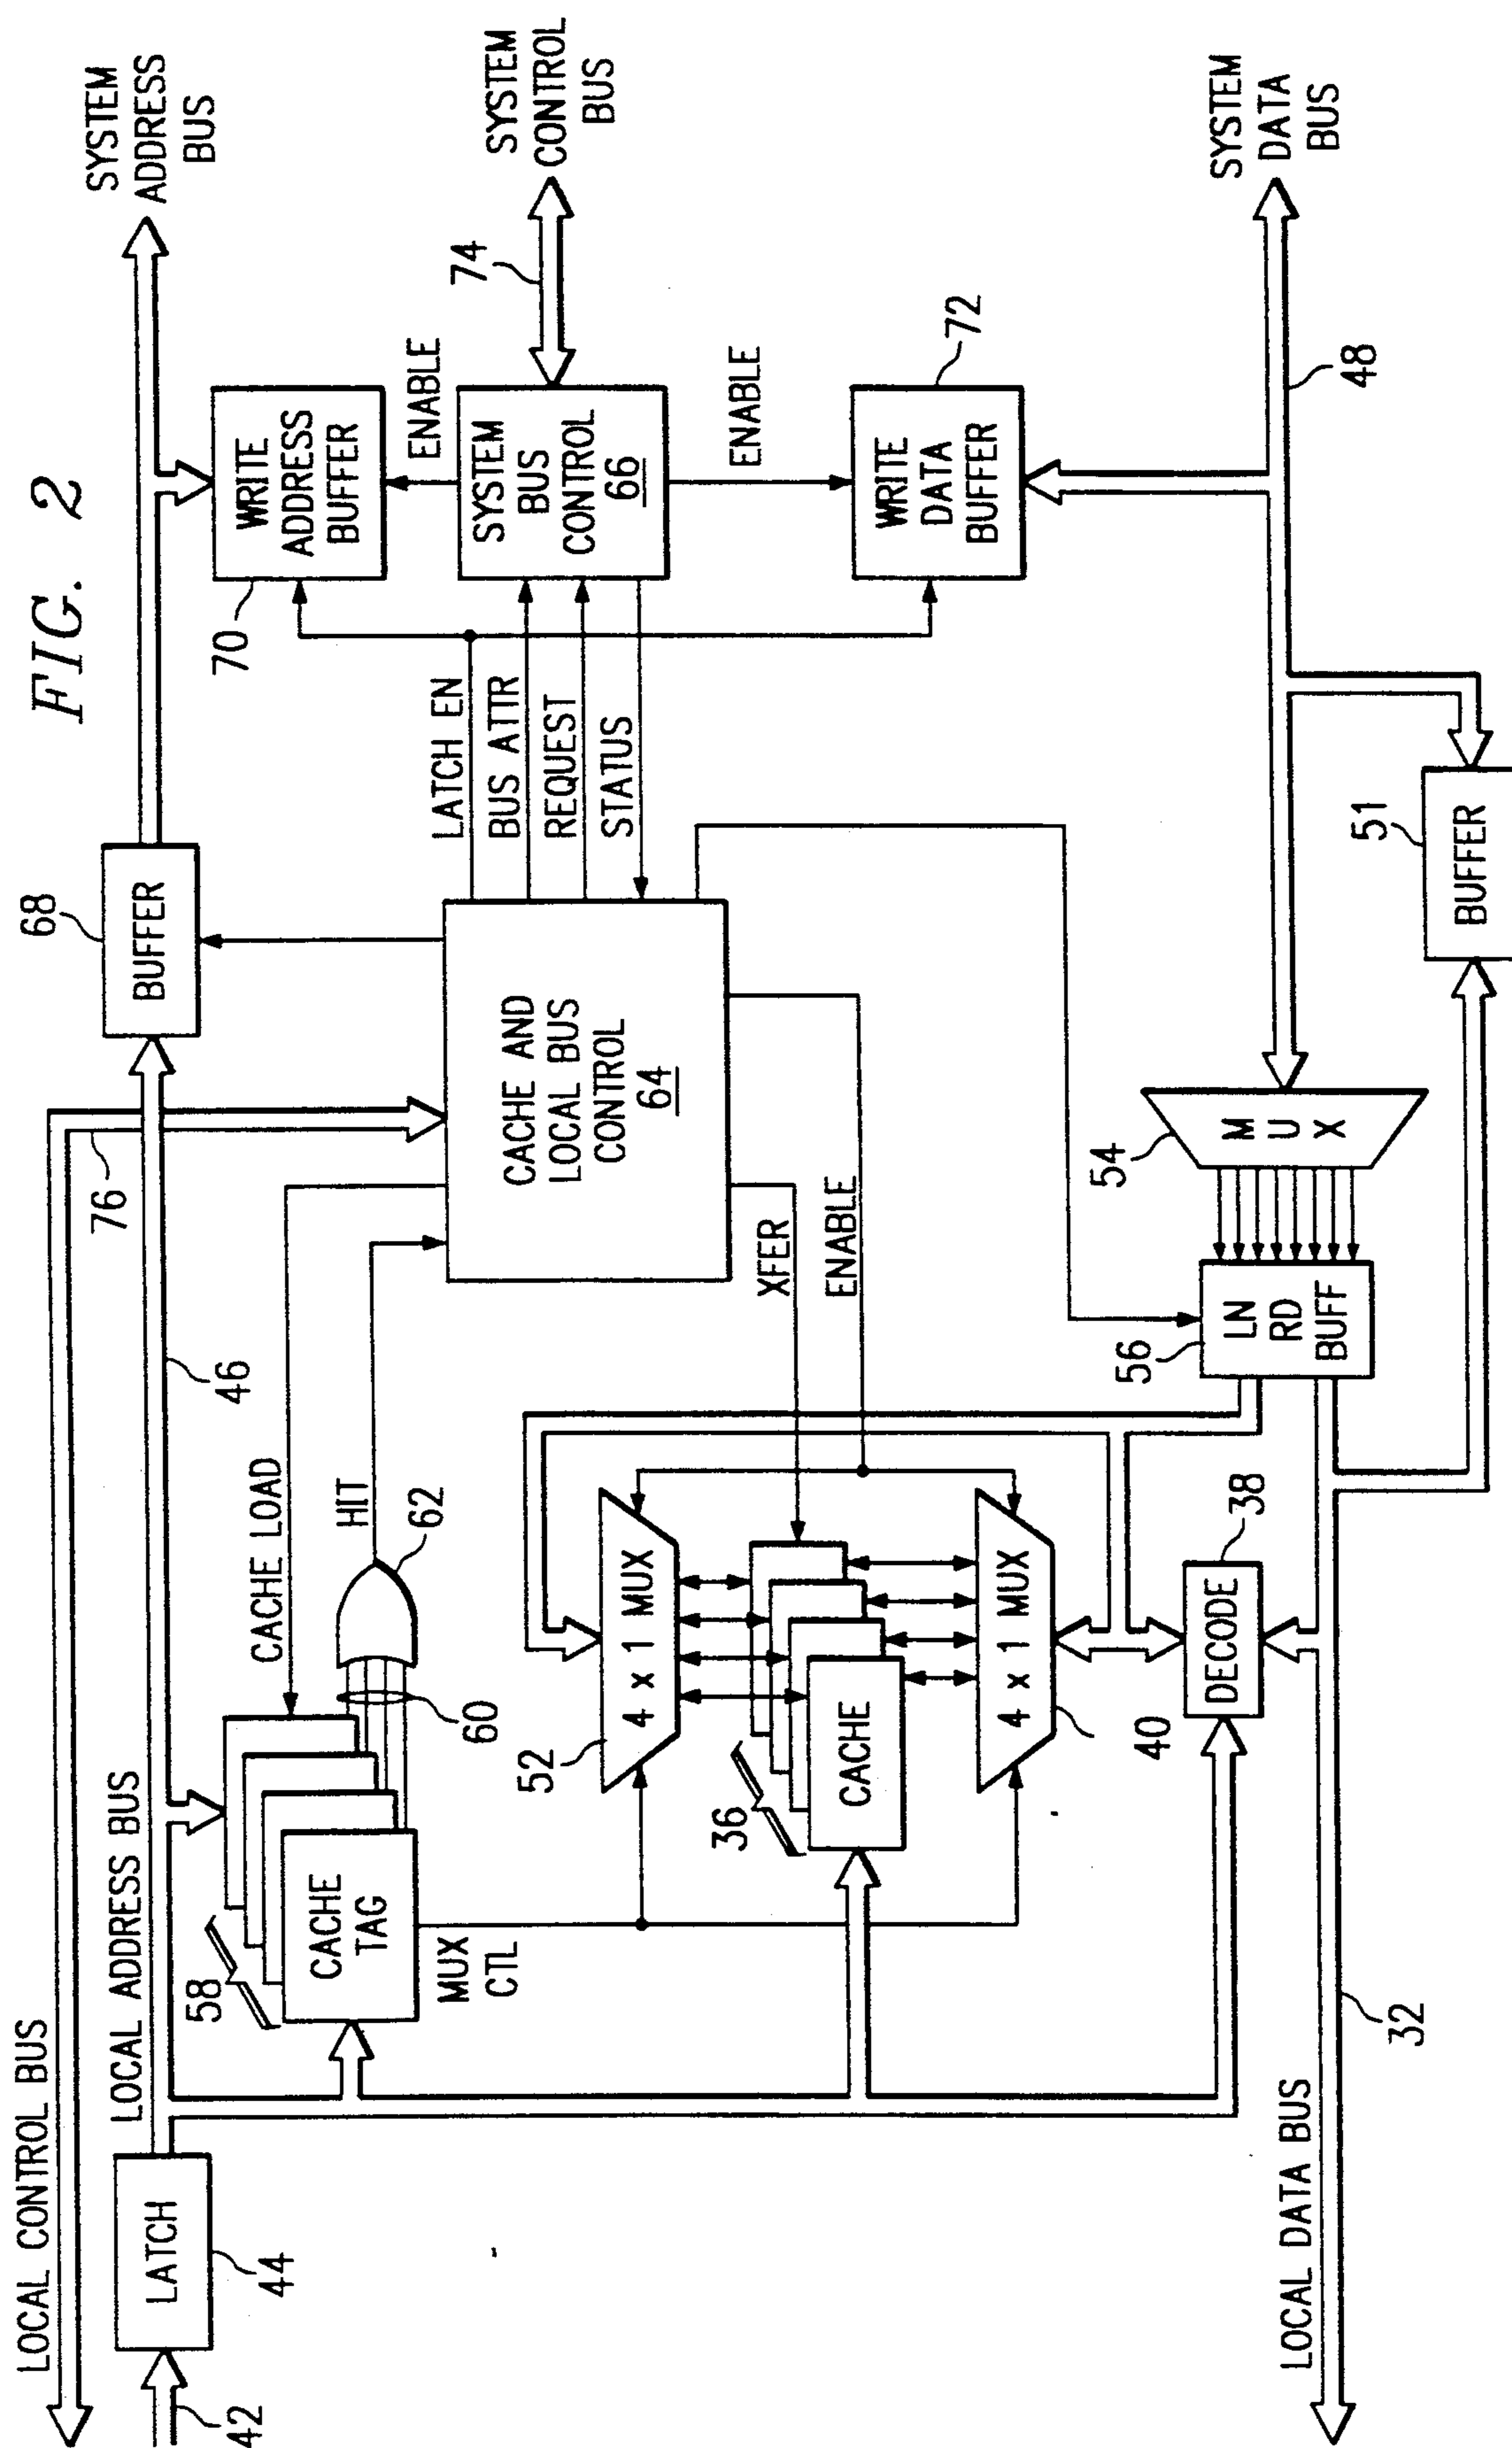 FIG. 2
LOCAL CONTROL BUS
42
LATCH
44
LOCAL ADDRESS BUS
46
76
68
BUFFER
SYSTEM
ADDRESS
BUS
58
CACHE
TAG
CACHE LOAD
60
62
HIT
MUX
CTL
CACHE AND
LOCAL BUS
CONTROL
64
LATCH EN
BUS ATTR
REQUEST
STATUS
70
WRITE
ADDRESS
BUFFER
ENABLE
SYSTEM
BUS
CONTROL
66
74
SYSTEM
CONTROL
BUS
ENABLE
WRITE
DATA
BUFFER
72
52
4 x 1 MUX
36
CACHE
4 x 1 MUX
40
XFER
ENABLE
DECODE
38
56
LN
RD
BUFF
54
M
U
X
48
SYSTEM
DATA
BUS
51
BUFFER
LOCAL DATA BUS
32